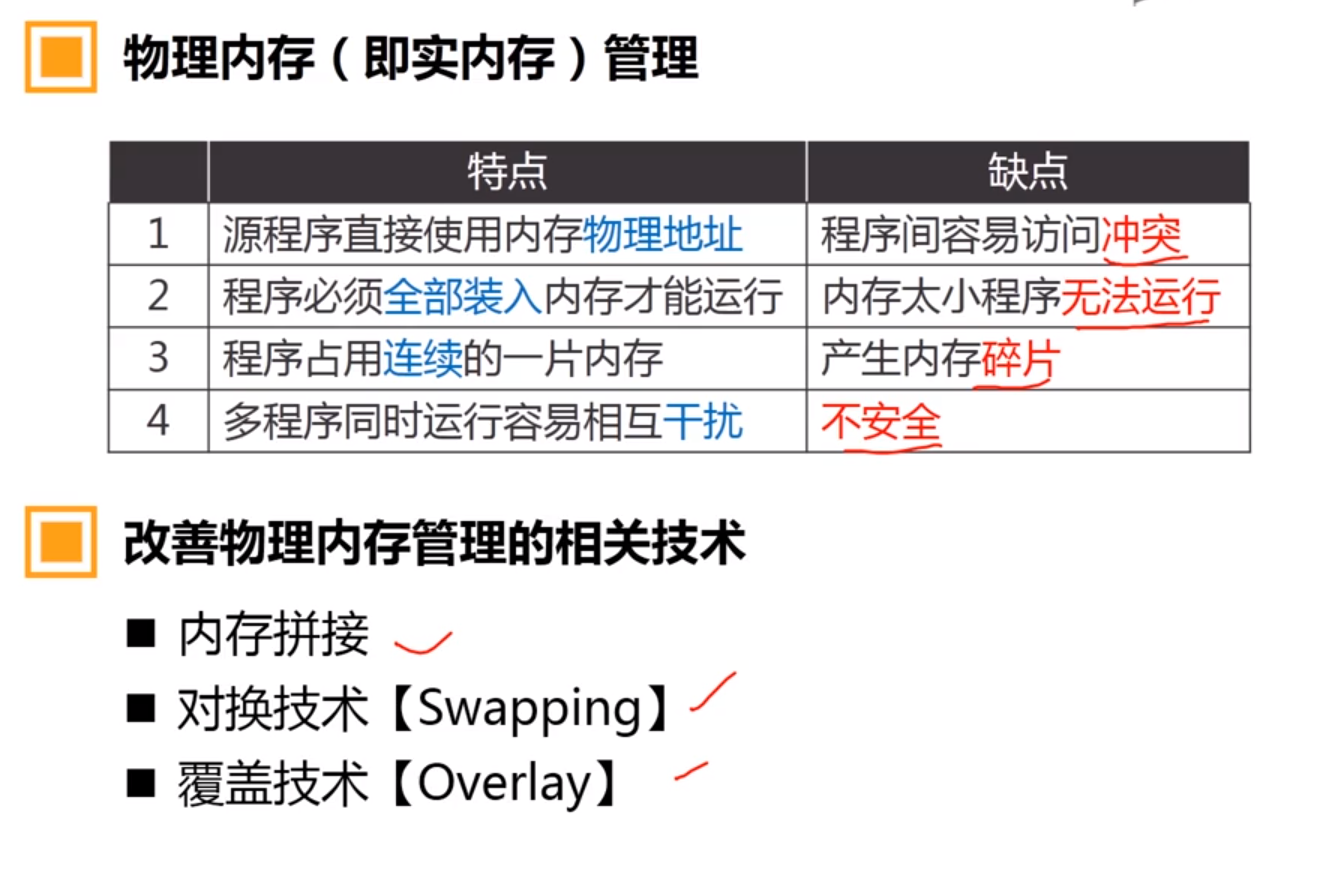 物理内存（即实内存）管理
特点 缺点
1 源程序直接使用内存物理地址 程序间容易访问冲突
2 程序必须全部装入内存才能运行 内存太小程序无法运行
3 程序占用连续的一片内存 产生内存碎片
4 多程序同时运行容易相互干扰 不安全
改善物理内存管理的相关技术
■ 内存拼接
■ 对换技术【Swapping】
■ 覆盖技术【Overlay】